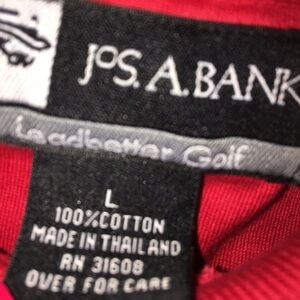 JoS. A. BANK
Leadbetter Golf
L
100%COTTON
MADE IN THAILAND
RN 31608
OVER FOR CARE